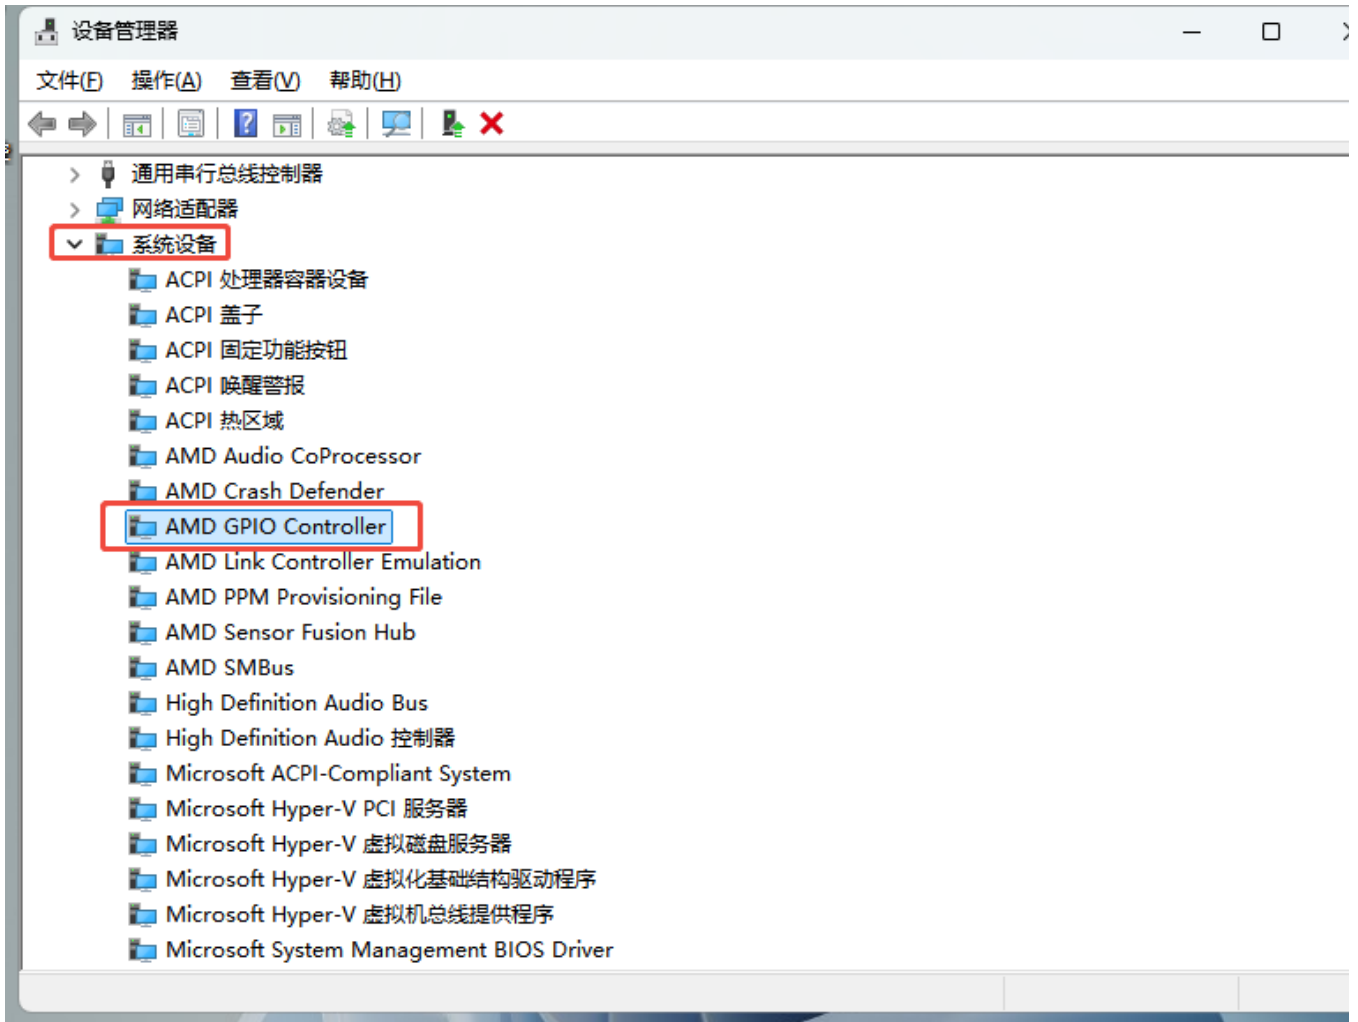 设备管理器
文件(F) 操作(A) 查看(V) 帮助(H)
通用串行总线控制器
网络适配器
系统设备
ACPI 处理器容器设备
ACPI 盖子
ACPI 固定功能按钮
ACPI 唤醒警报
ACPI 热区域
AMD Audio CoProcessor
AMD Crash Defender
AMD GPIO Controller
AMD Link Controller Emulation
AMD PPM Provisioning File
AMD Sensor Fusion Hub
AMD SMBus
High Definition Audio Bus
High Definition Audio 控制器
Microsoft ACPI-Compliant System
Microsoft Hyper-V PCI 服务器
Microsoft Hyper-V 虚拟磁盘服务器
Microsoft Hyper-V 虚拟化基础结构驱动程序
Microsoft Hyper-V 虚拟机总线提供程序
Microsoft System Management BIOS Driver